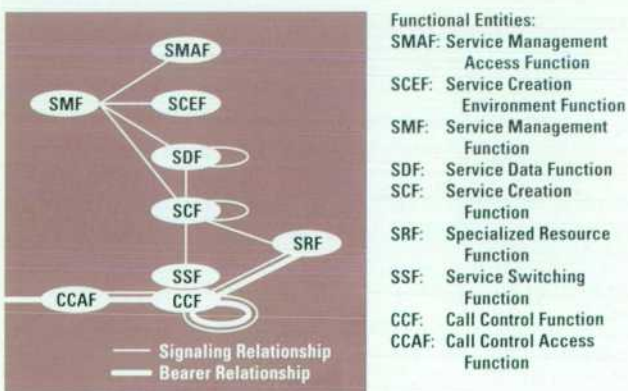 SMAF
SMF
SCEF
SDF
SCF
SRF
SSF
CCAF
CCF
Signaling Relationship
Bearer Relationship
Functional Entities:
SMAF: Service Management
Access Function
SCEF: Service Creation
Environment Function
SMF: Service Management
Function
SDF: Service Data Function
SCF: Service Creation
Function
SRF: Specialized Resource
Function
SSF: Service Switching
Function
CCF: Call Control Function
CCAF: Call Control Access
Function